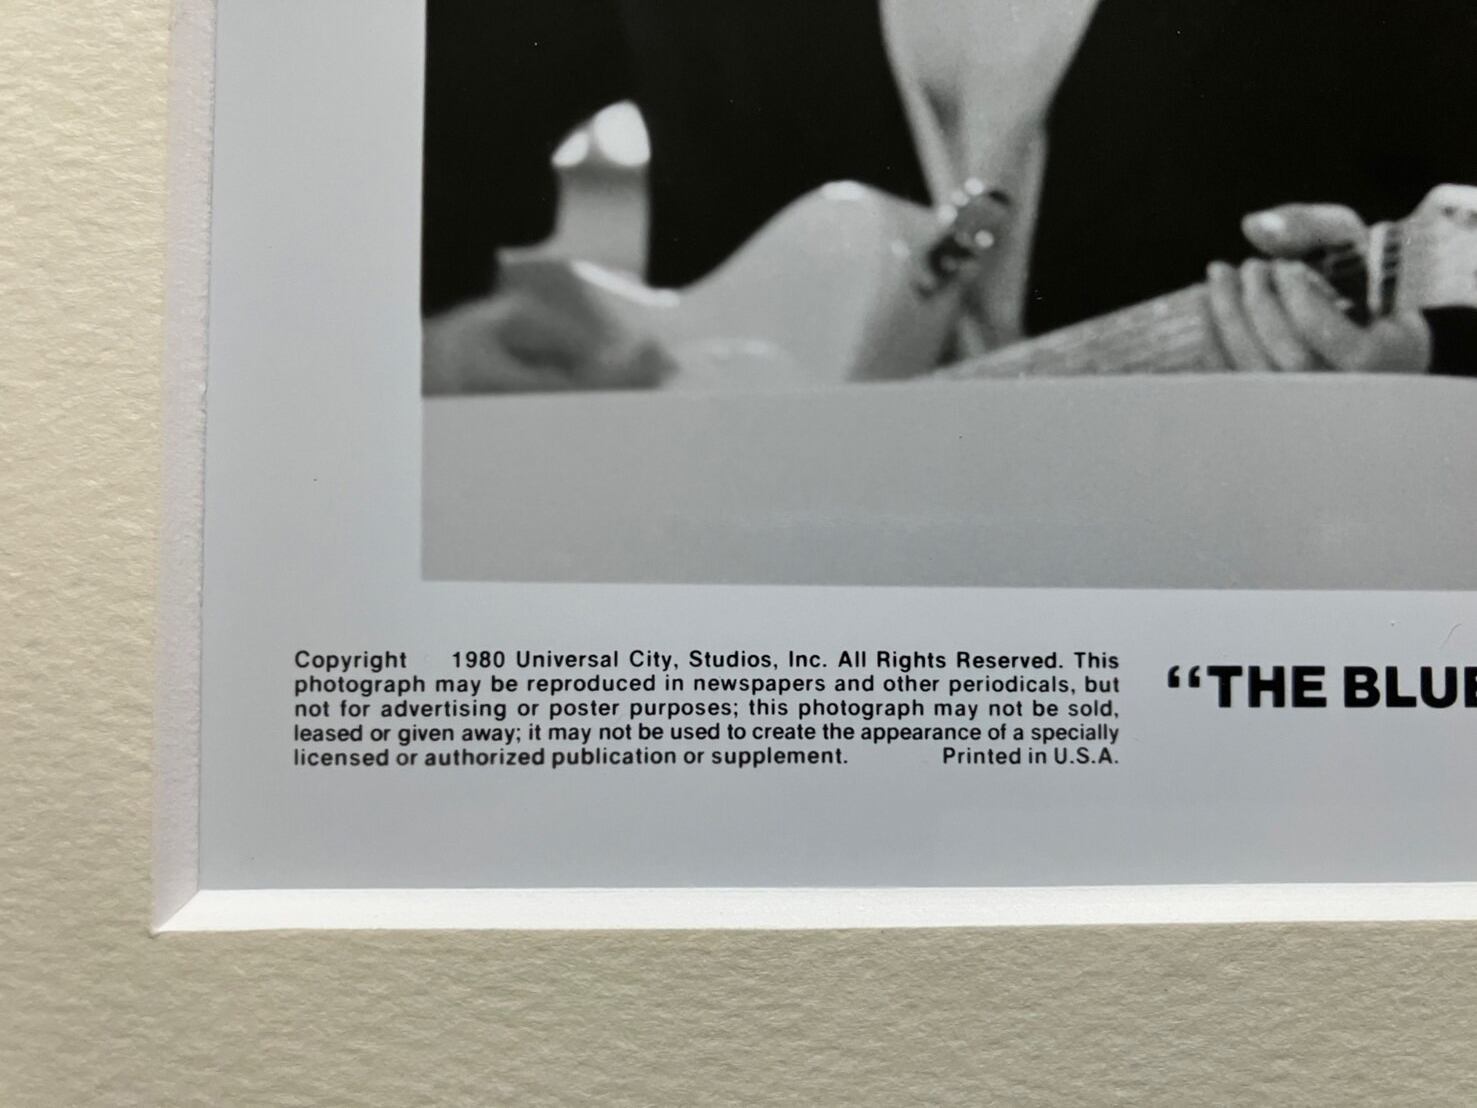 Copyright 1980 Universal City, Studios, Inc. All Rights Reserved. This
photograph may be reproduced in newspapers and other periodicals, but
not for advertising or poster purposes; this photograph may not be sold,
leased or given away; it may not be used to create the appearance of a specially
licensed or authorized publication or supplement. Printed in U.S.A.
“THE BLUE